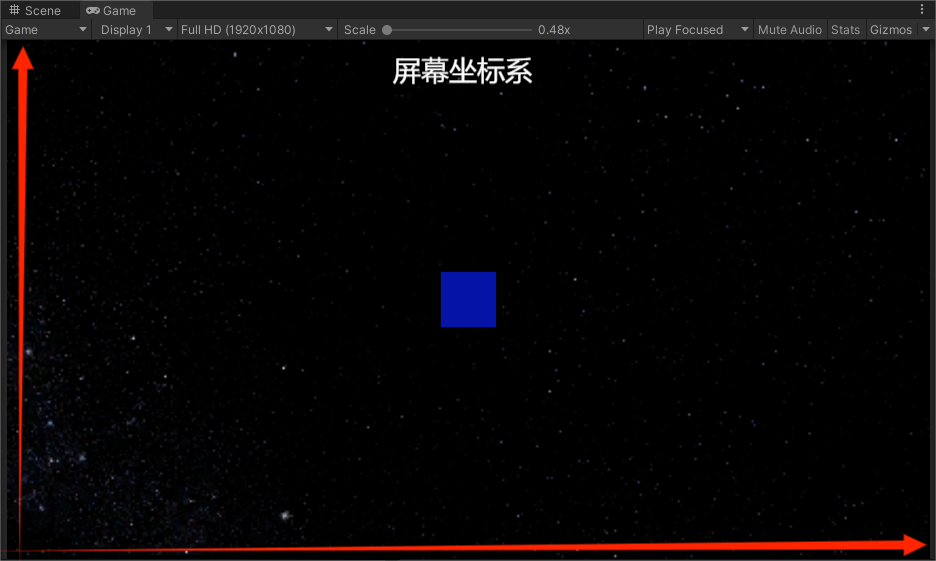 Scene Game
Game Display 1 Full HD (1920x1080) Scale 0.48x Play Focused Mute Audio Stats Gizmos
屏幕坐标系